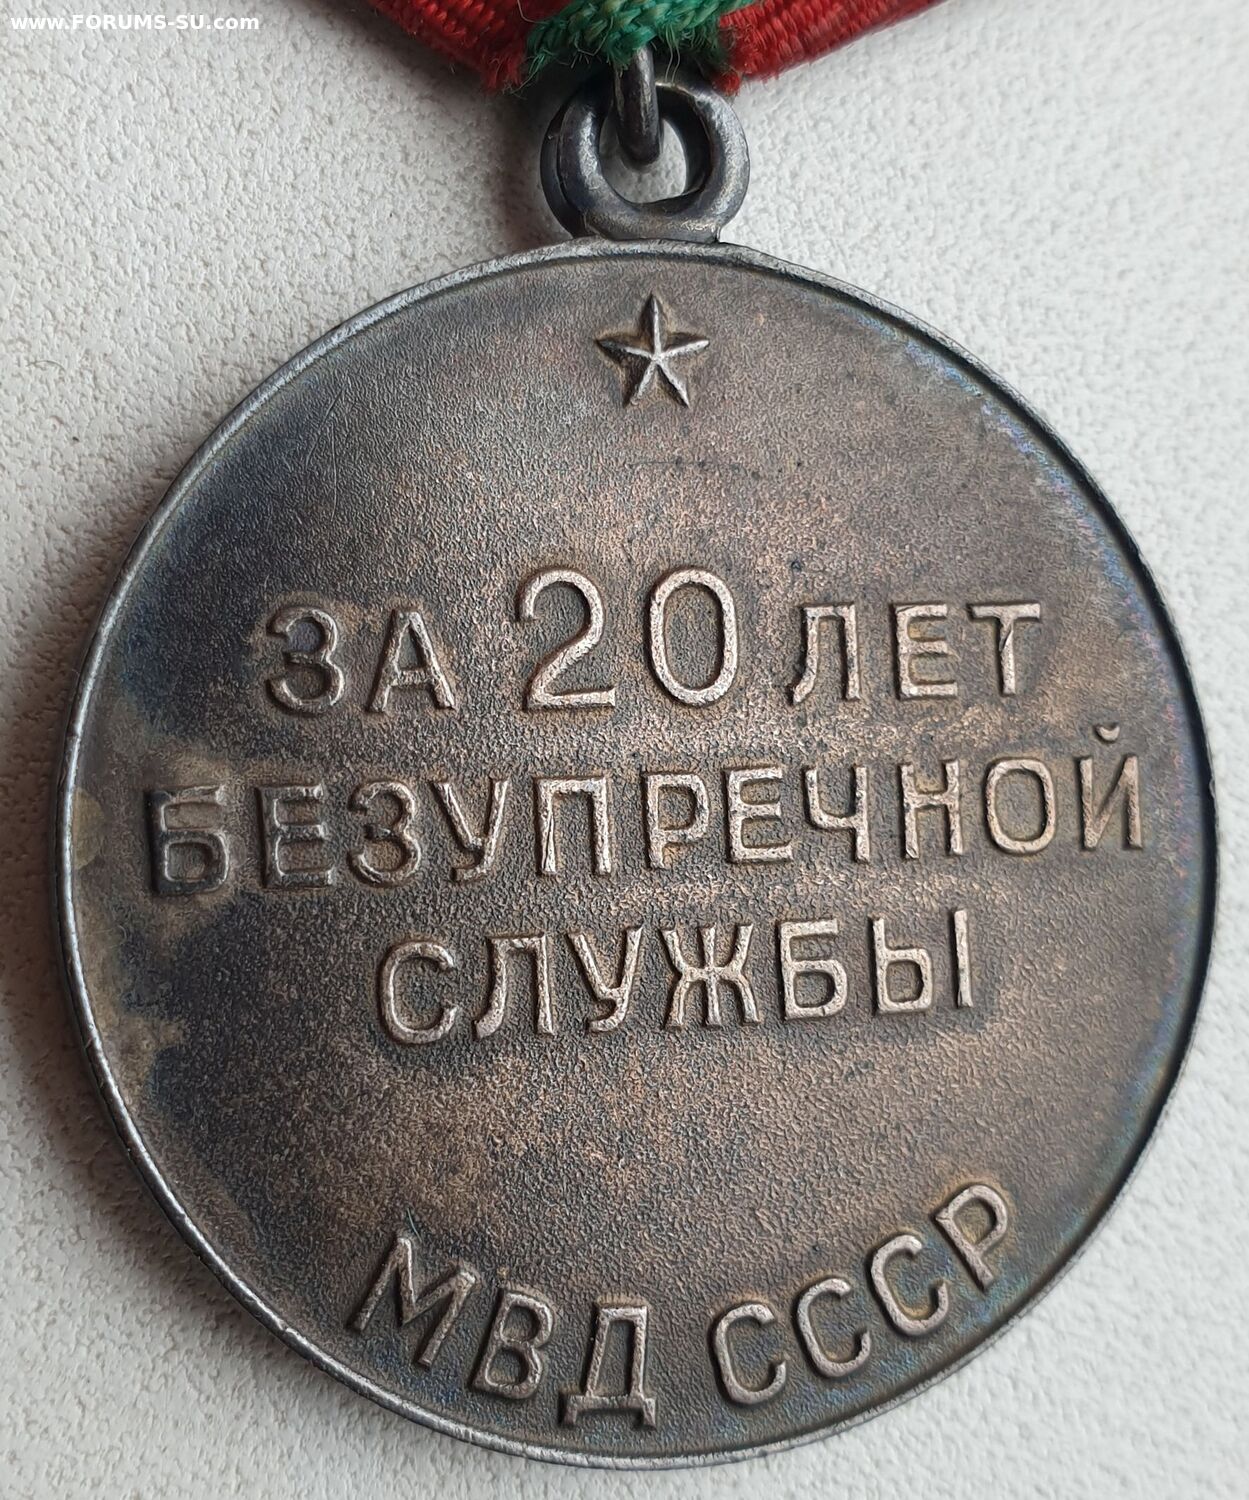 www.FORUMS-SU.com
ЗА 20 ЛЕТ
БЕЗУПРЕЧНОЙ
СЛУЖБЫ
МВД СССР